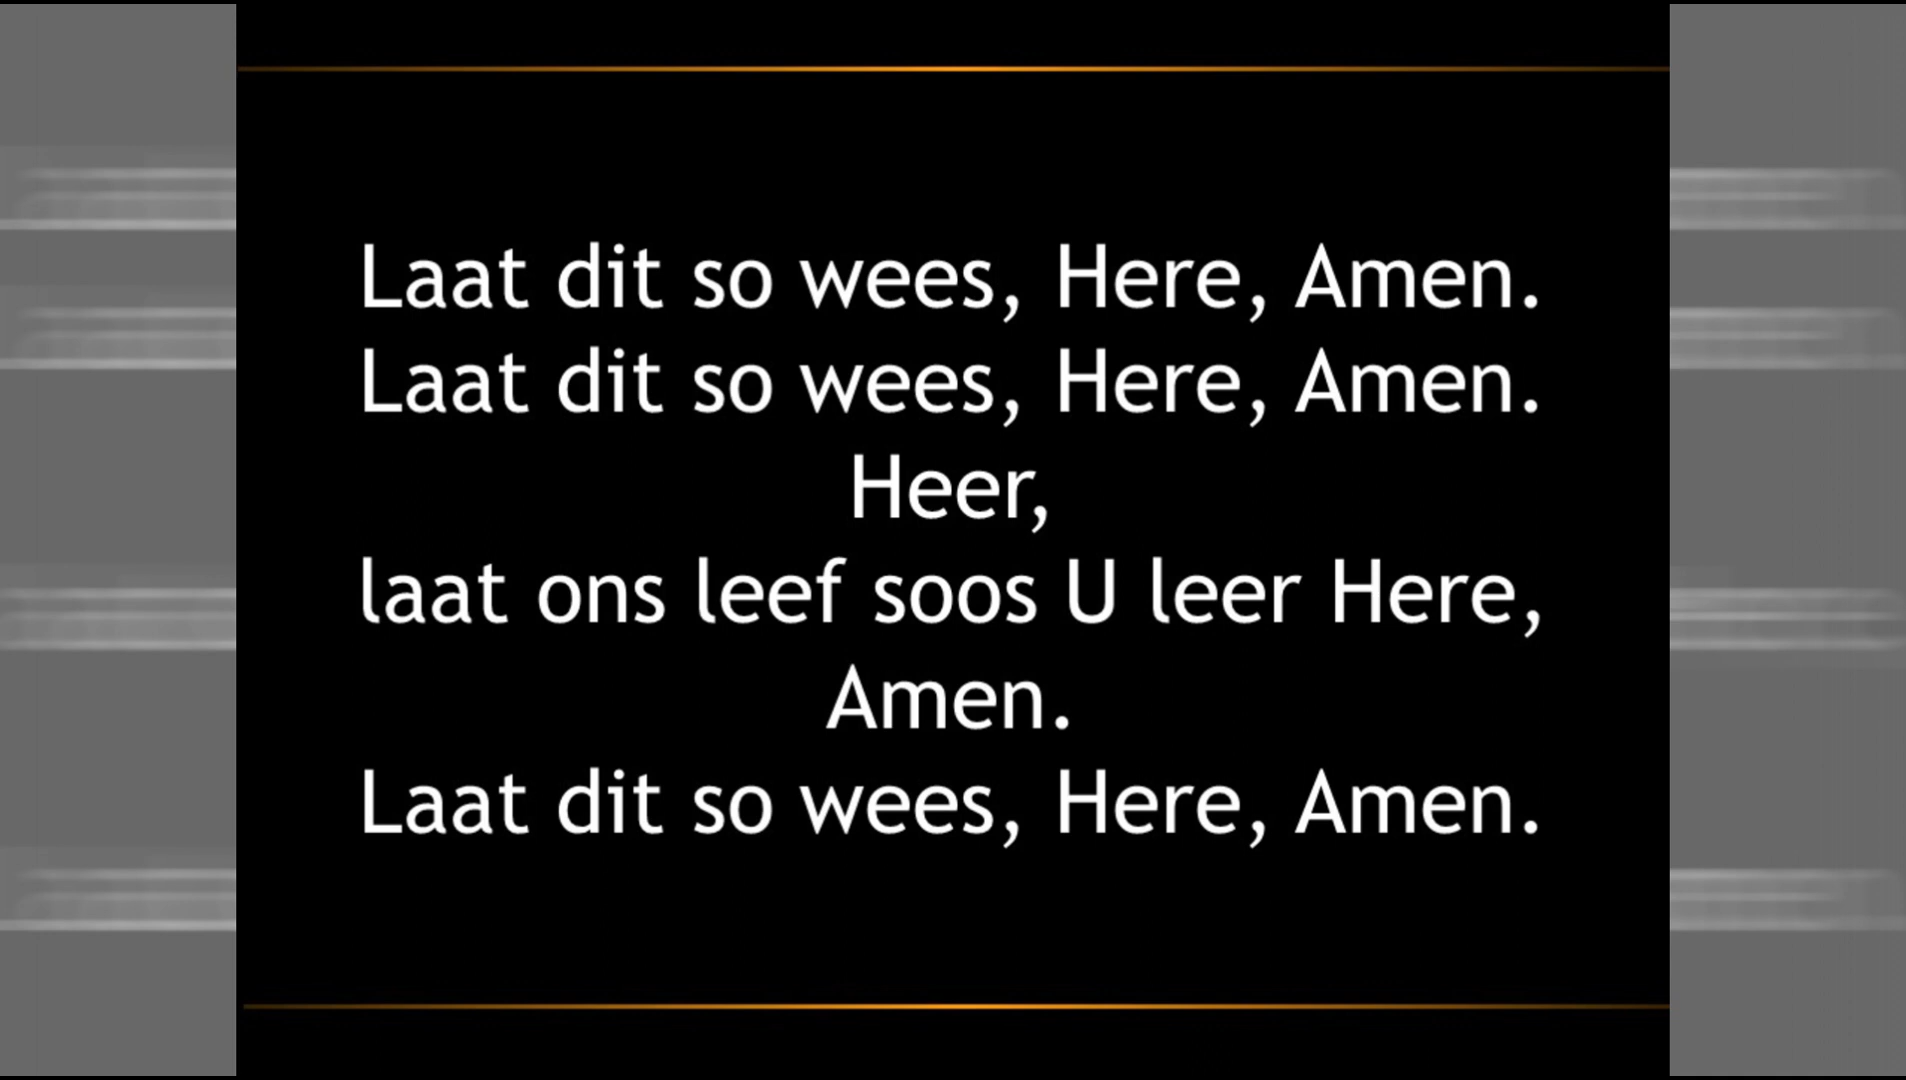 Laat dit so wees, Here, Amen.
Laat dit so wees, Here, Amen.
Heer,
laat ons leef soos U leer Here,
Amen.
Laat dit so wees, Here, Amen.